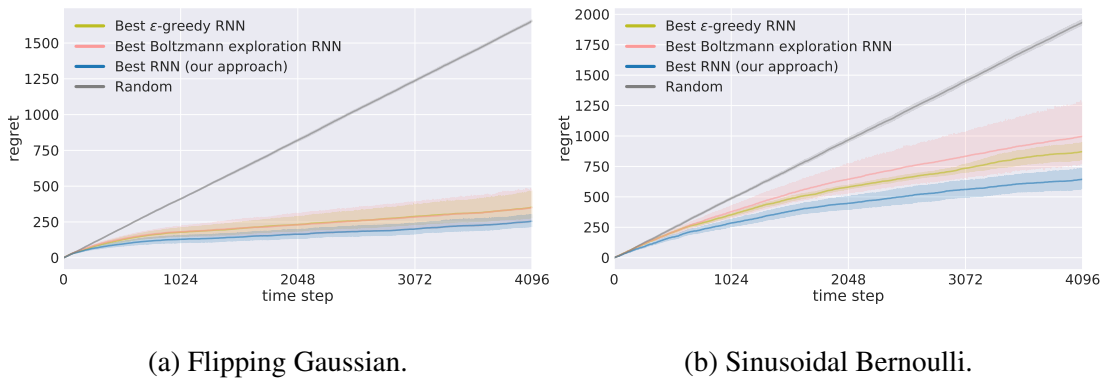 Best ε-greedy RNN
Best Boltzmann exploration RNN
Best RNN (our approach)
Random
regret
1500
1250
1000
750
500
250
0
0 1024 2048 3072 4096
time step
(a) Flipping Gaussian.
Best ε-greedy RNN
Best Boltzmann exploration RNN
Best RNN (our approach)
Random
regret
2000
1750
1500
1250
1000
750
500
250
0
0 1024 2048 3072 4096
time step
(b) Sinusoidal Bernoulli.